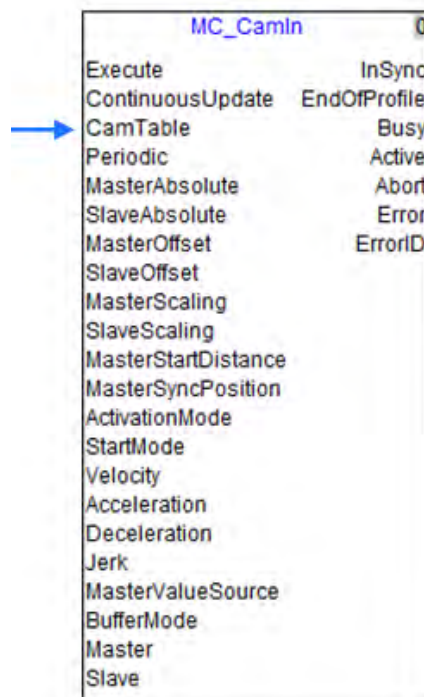 MC_CamIn 0
Execute InSync
ContinuousUpdate EndOfProfile
CamTable Busy
Periodic Active
MasterAbsolute Abort
SlaveAbsolute Error
MasterOffset ErrorID
SlaveOffset
MasterScaling
SlaveScaling
MasterStartDistance
MasterSyncPosition
ActivationMode
StartMode
Velocity
Acceleration
Deceleration
Jerk
MasterValueSource
BufferMode
Master
Slave